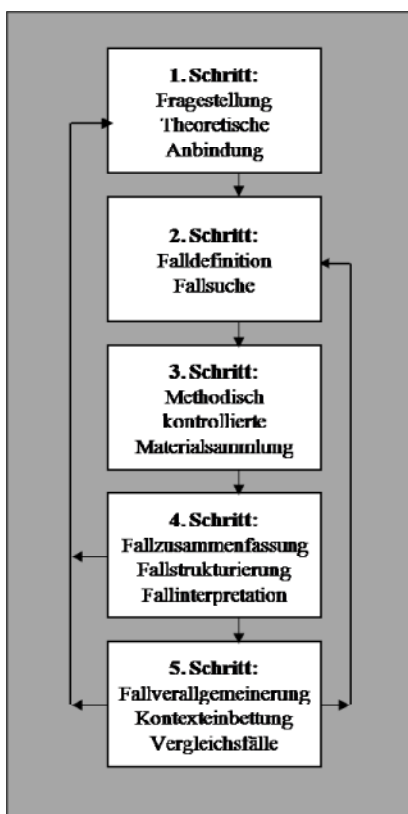 1. Schritt:
Fragestellung
Theoretische
Anbindung
2. Schritt:
Falldefinition
Fallsuche
3. Schritt:
Methodisch
kontrollierte
Materialsammlung
4. Schritt:
Fallzusammenfassung
Fallstrukturierung
Fallinterpretation
5. Schritt:
Fallverallgemeinerung
Kontexteinbettung
Vergleichsfälle